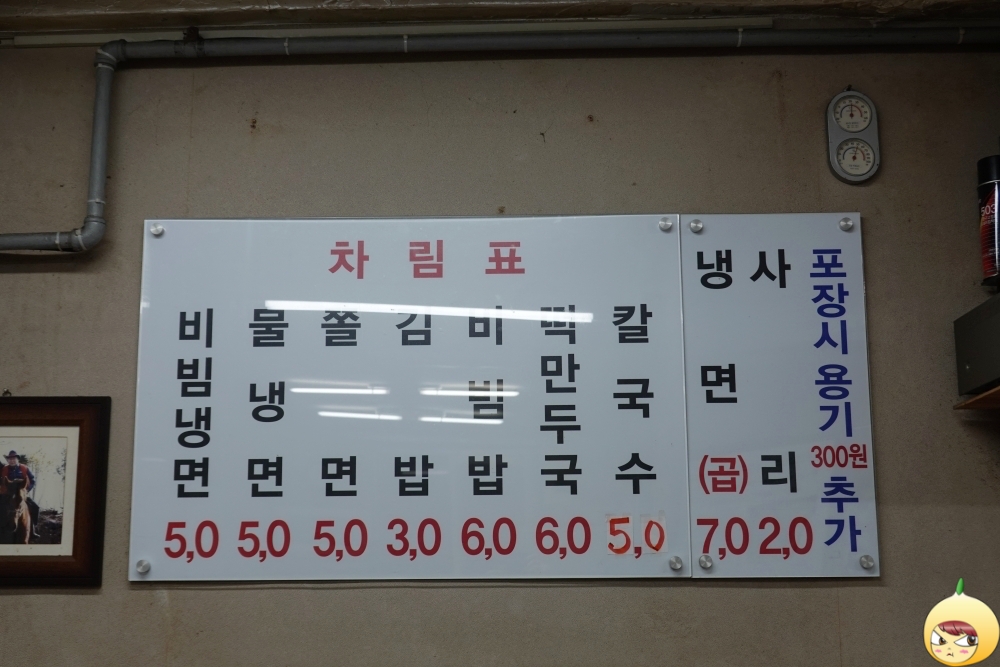 차림표
비빔냉면 5,0
물냉면 5,0
쫄면 5,0
김밥 3,0
비빔밥 6,0
떡만두국 6,0
칼국수 5,0
냉면(곱) 7,0
사리 2,0
포장시 용기 300원 추가
503